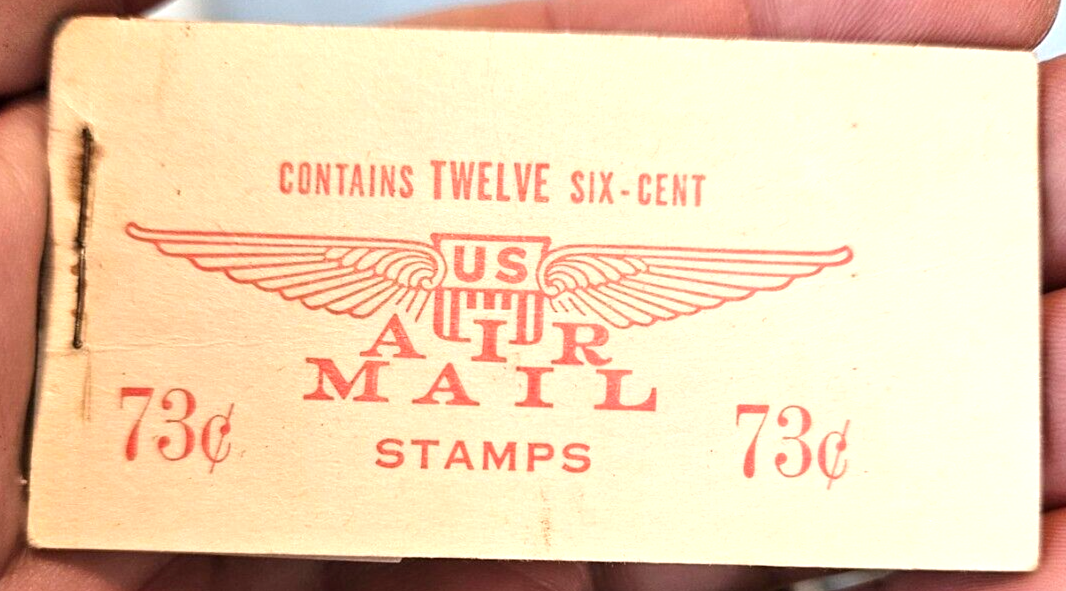 CONTAINS TWELVE SIX-CENT
US
AIR
MAIL
73¢ 73¢
STAMPS